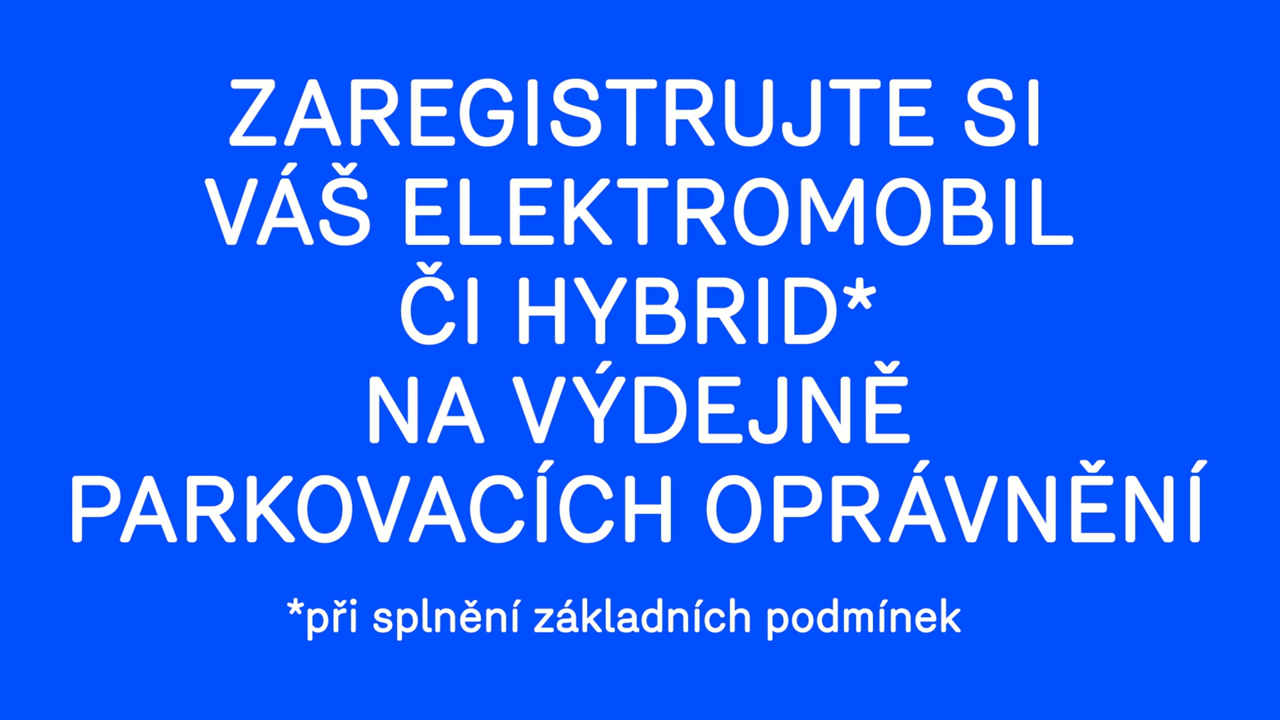 ZAREGISTRUJTE SI
VÁŠ ELEKTROMOBIL
ČI HYBRID*
NA VÝDEJNĚ
PARKOVACÍCH OPRÁVNĚNÍ
*při splnění základních podmínek